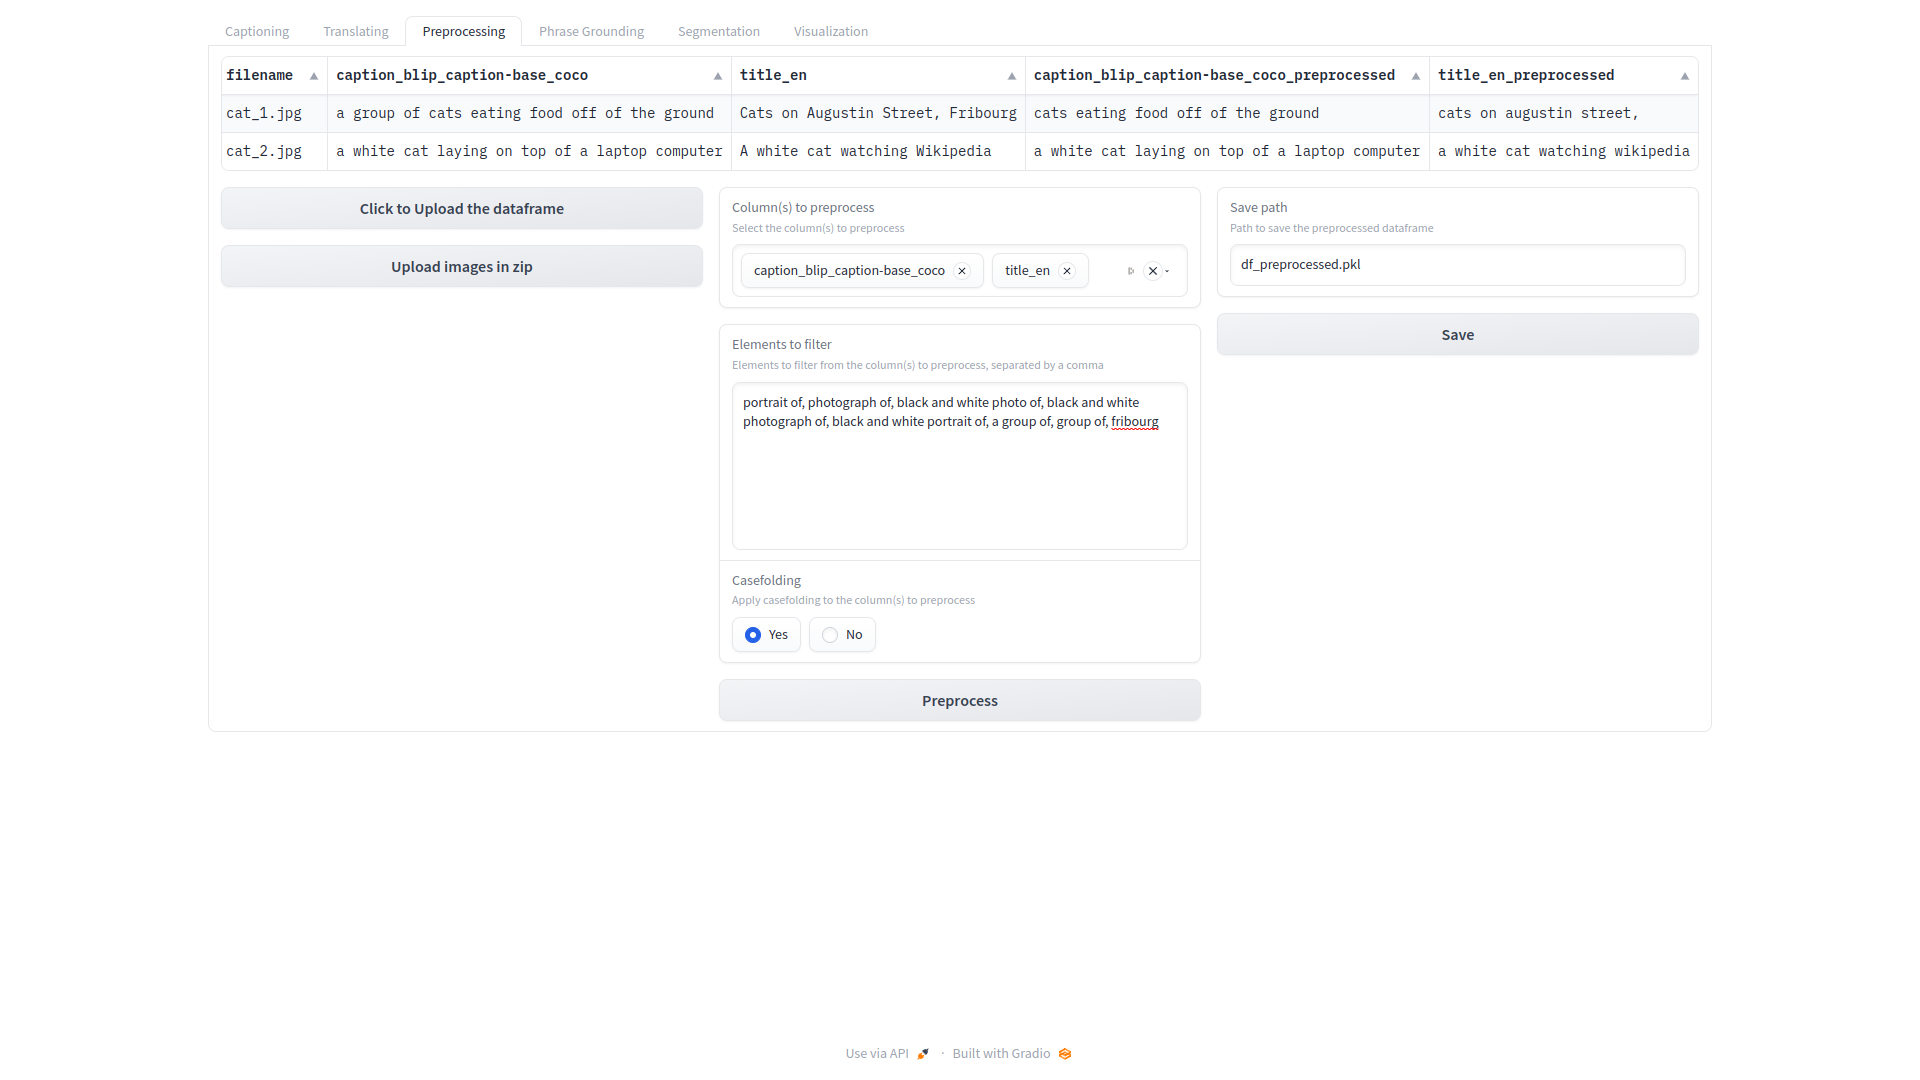 Captioning Translating Preprocessing Phrase Grounding Segmentation Visualization
filename ▲ caption_blip_caption-base_coco ▲ title_en ▲ caption_blip_caption-base_coco_preprocessed ▲ title_en_preprocessed ▲
cat_1.jpg a group of cats eating food off of the ground Cats on Augustin Street, Fribourg cats eating food off of the ground cats on augustin street,
cat_2.jpg a white cat laying on top of a laptop computer A white cat watching Wikipedia a white cat laying on top of a laptop computer a white cat watching wikipedia
Click to Upload the dataframe
Upload images in zip
Column(s) to preprocess
Select the column(s) to preprocess
caption_blip_caption-base_coco title_en
Elements to filter
Elements to filter from the column(s) to preprocess, separated by a comma
portrait of, photograph of, black and white photo of, black and white
photograph of, black and white portrait of, a group of, group of, fribourg
Casefolding
Apply casefolding to the column(s) to preprocess
Yes No
Preprocess
Save path
Path to save the preprocessed dataframe
df_preprocessed.pkl
Save
Use via API · Built with Gradio